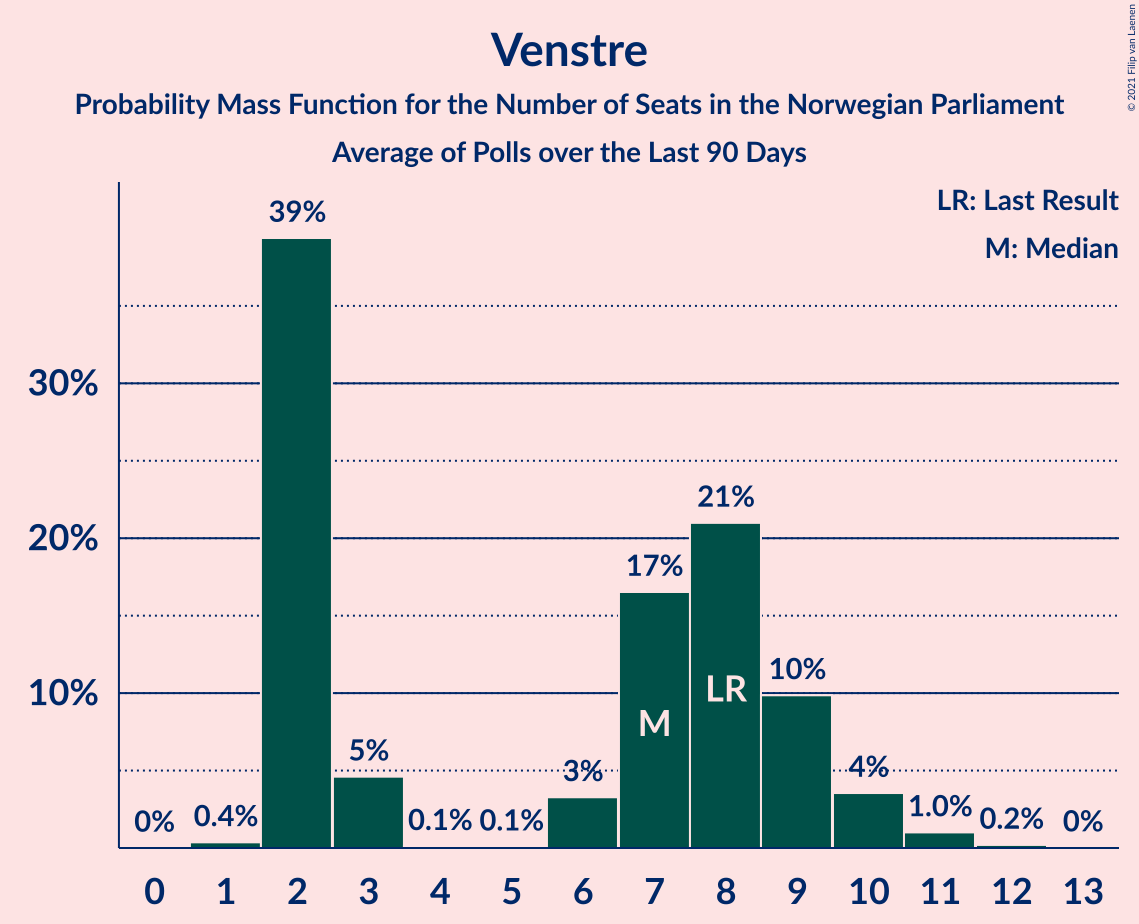 Venstre
Probability Mass Function for the Number of Seats in the Norwegian Parliament
Average of Polls over the Last 90 Days
© 2021 Filip van Laenen
LR: Last Result
M: Median
39%
30%
21%
20%
17%
10%
10%
LR
M
5%
3%
4%
0%
0.4%
0.1%
0.1%
1.0%
0.2%
0%
0 1 2 3 4 5 6 7 8 9 10 11 12 13